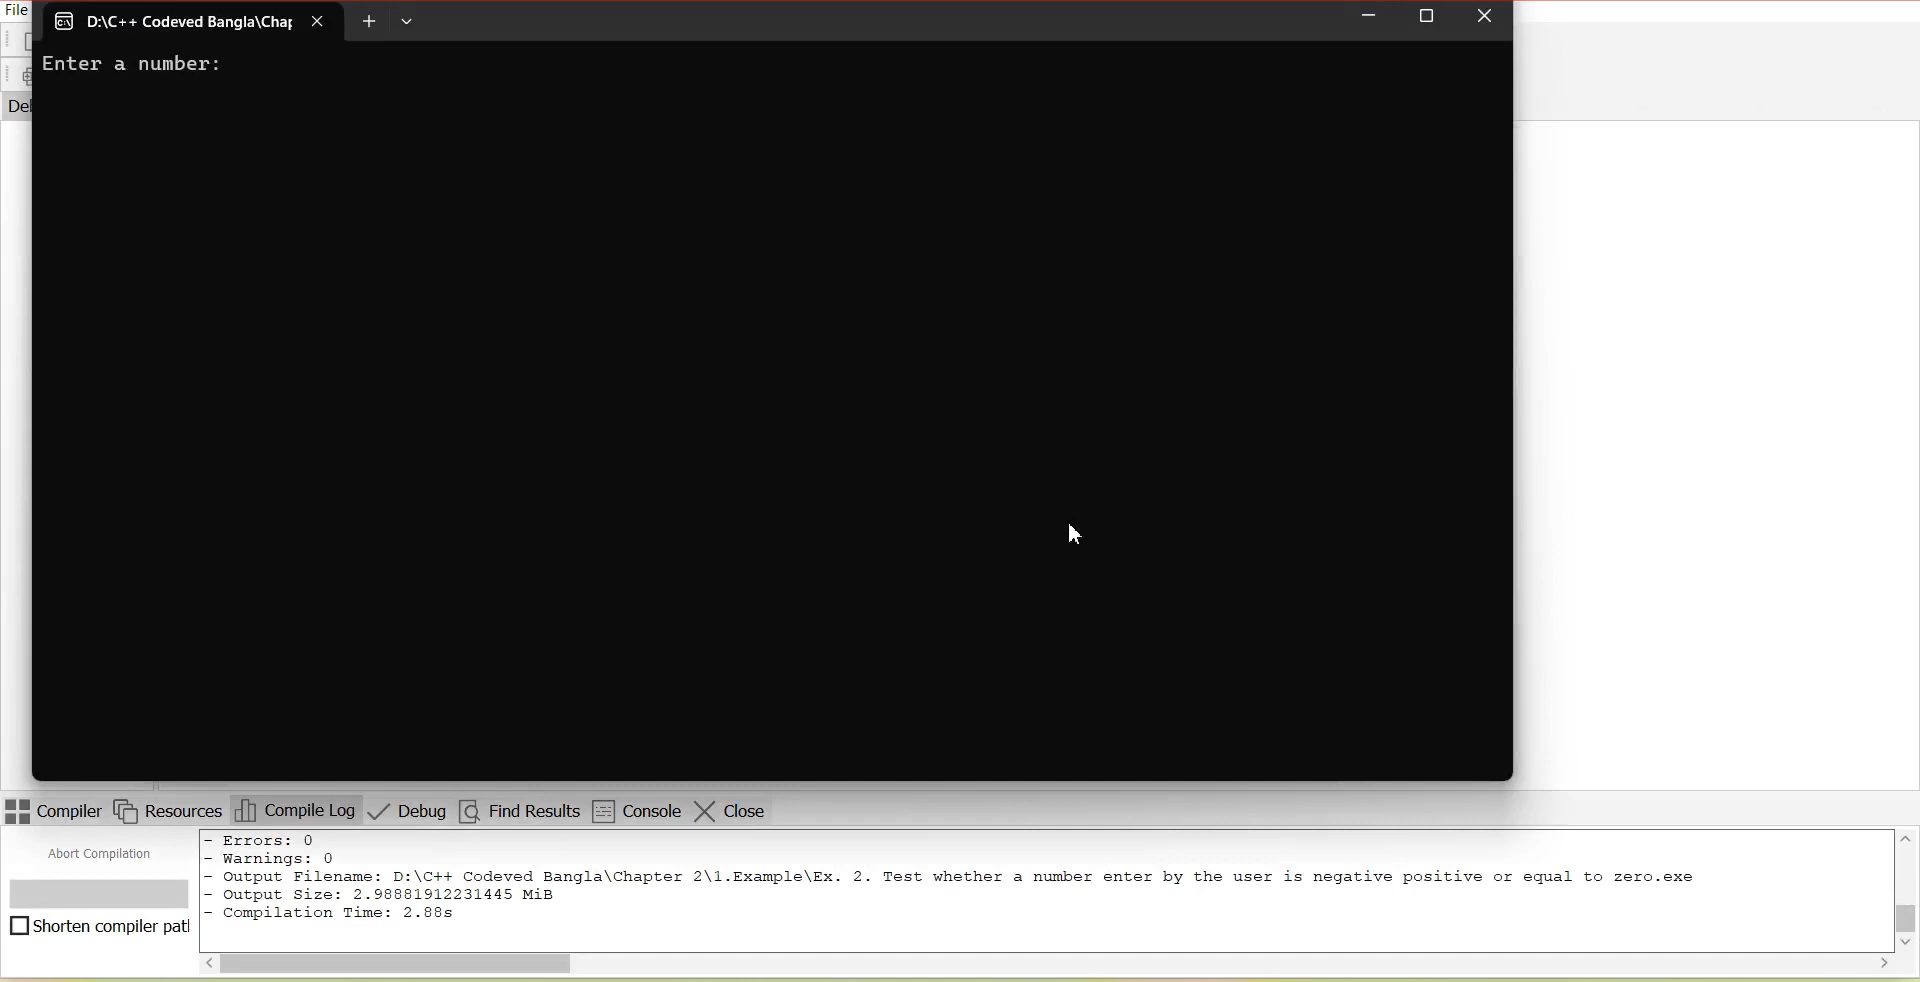 File
D:\C++ Codeved Bangla\Chap
Enter a number:
Compiler Resources Compile Log Debug Find Results Console Close
Abort Compilation
Shorten compiler pat
- Errors: 0
- Warnings: 0
- Output Filename: D:\C++ Codeved Bangla\Chapter 2\1.Example\Ex. 2. Test whether a number enter by the user is negative positive or equal to zero.exe
- Output Size: 2.98881912231445 MiB
- Compilation Time: 2.88s